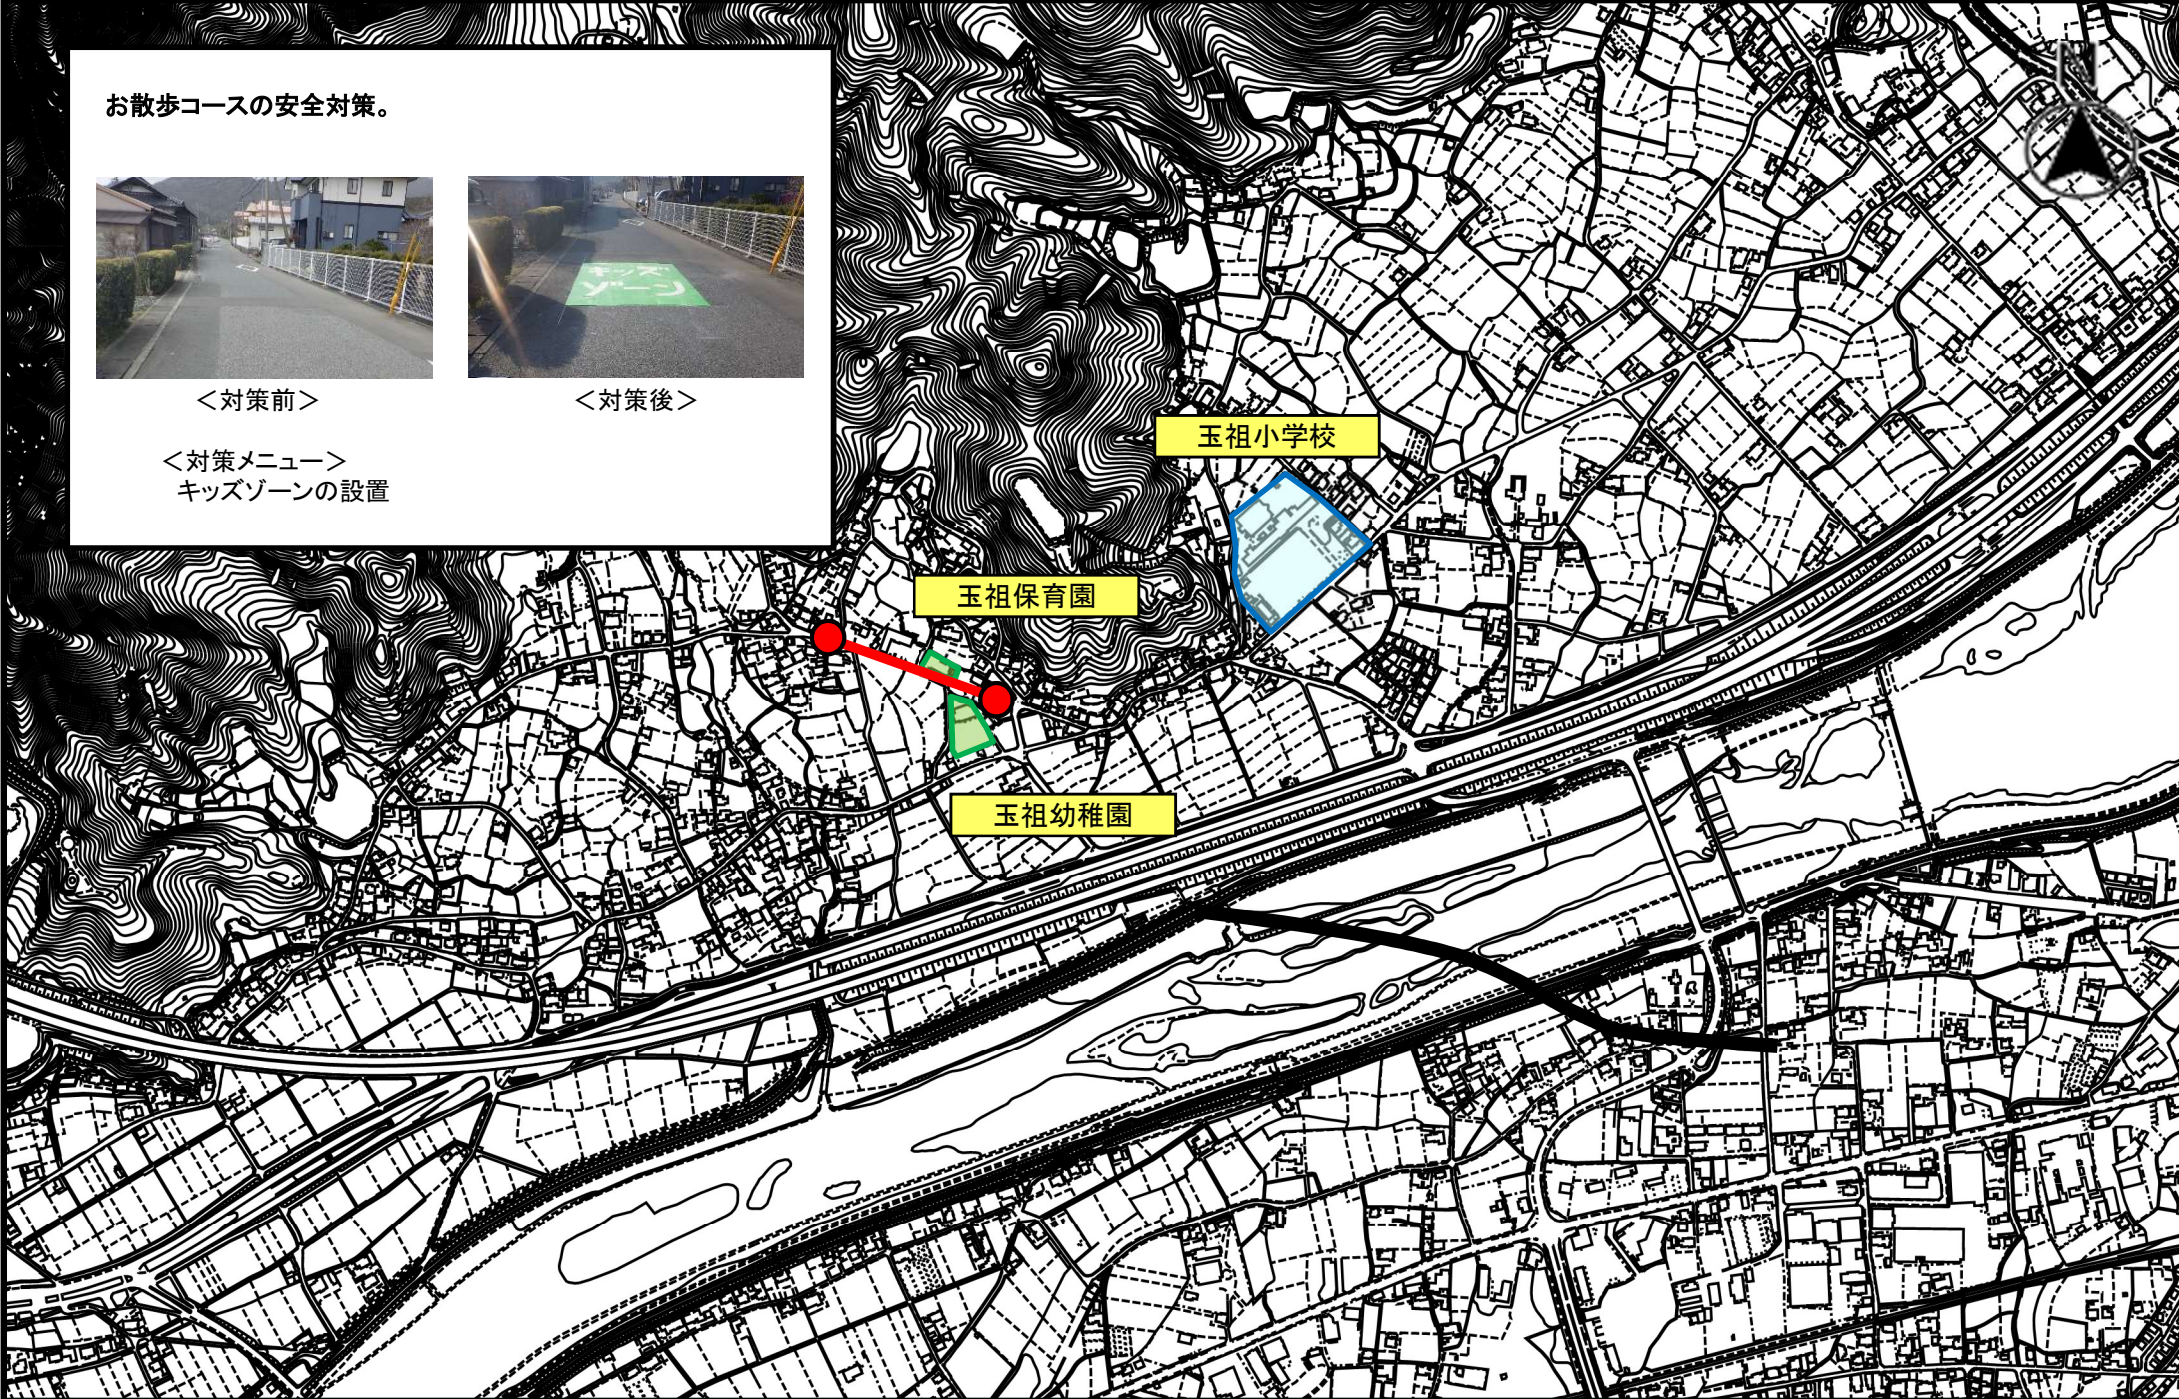 お散歩コースの安全対策。
キッズ
ゾーン
＜対策前＞
＜対策後＞
＜対策メニュー＞
キッズゾーンの設置
N
玉祖小学校
玉祖保育園
玉祖幼稚園